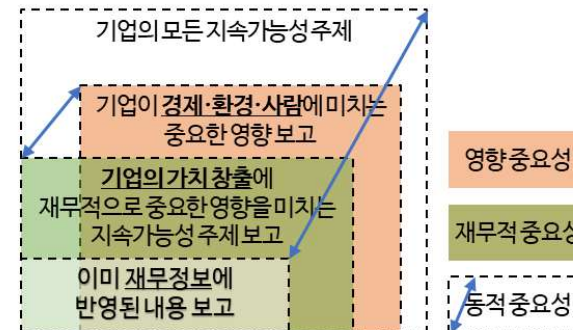 기업의 모든 지속가능성 주제
기업이 경제·환경·사람에 미치는
중요한 영향 보고
기업의 가치 창출에
재무적으로 중요한 영향을 미치는
지속가능성 주제 보고
이미 재무정보에
반영된 내용 보고
영향 중요성
재무적 중요성
동적 중요성